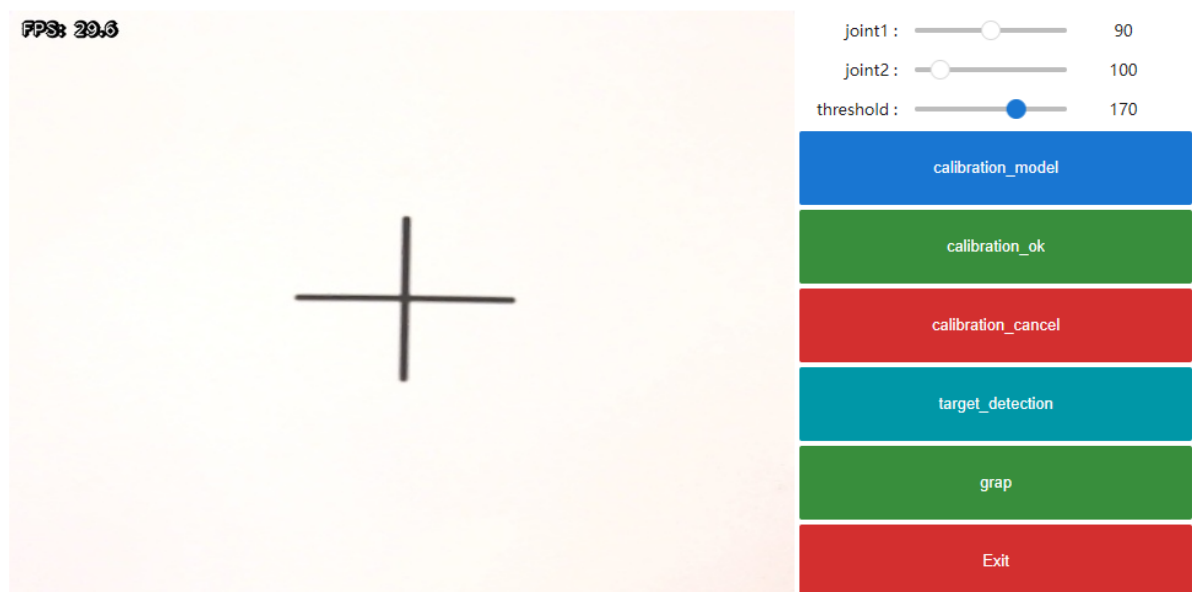 FPS: 29.6
joint1 : 90
joint2 : 100
threshold : 170
calibration_model
calibration_ok
calibration_cancel
target_detection
grap
Exit